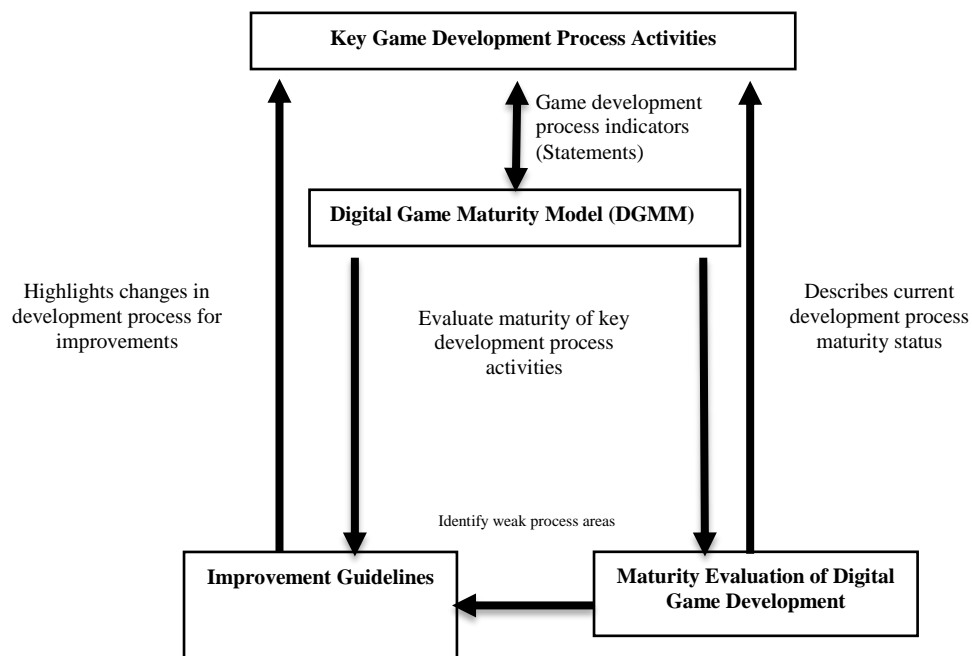 Key Game Development Process Activities
Game development
process indicators
(Statements)
Digital Game Maturity Model (DGMM)
Highlights changes in
development process for
improvements
Evaluate maturity of key
development process
activities
Describes current
development process
maturity status
Identify weak process areas
Improvement Guidelines
Maturity Evaluation of Digital
Game Development